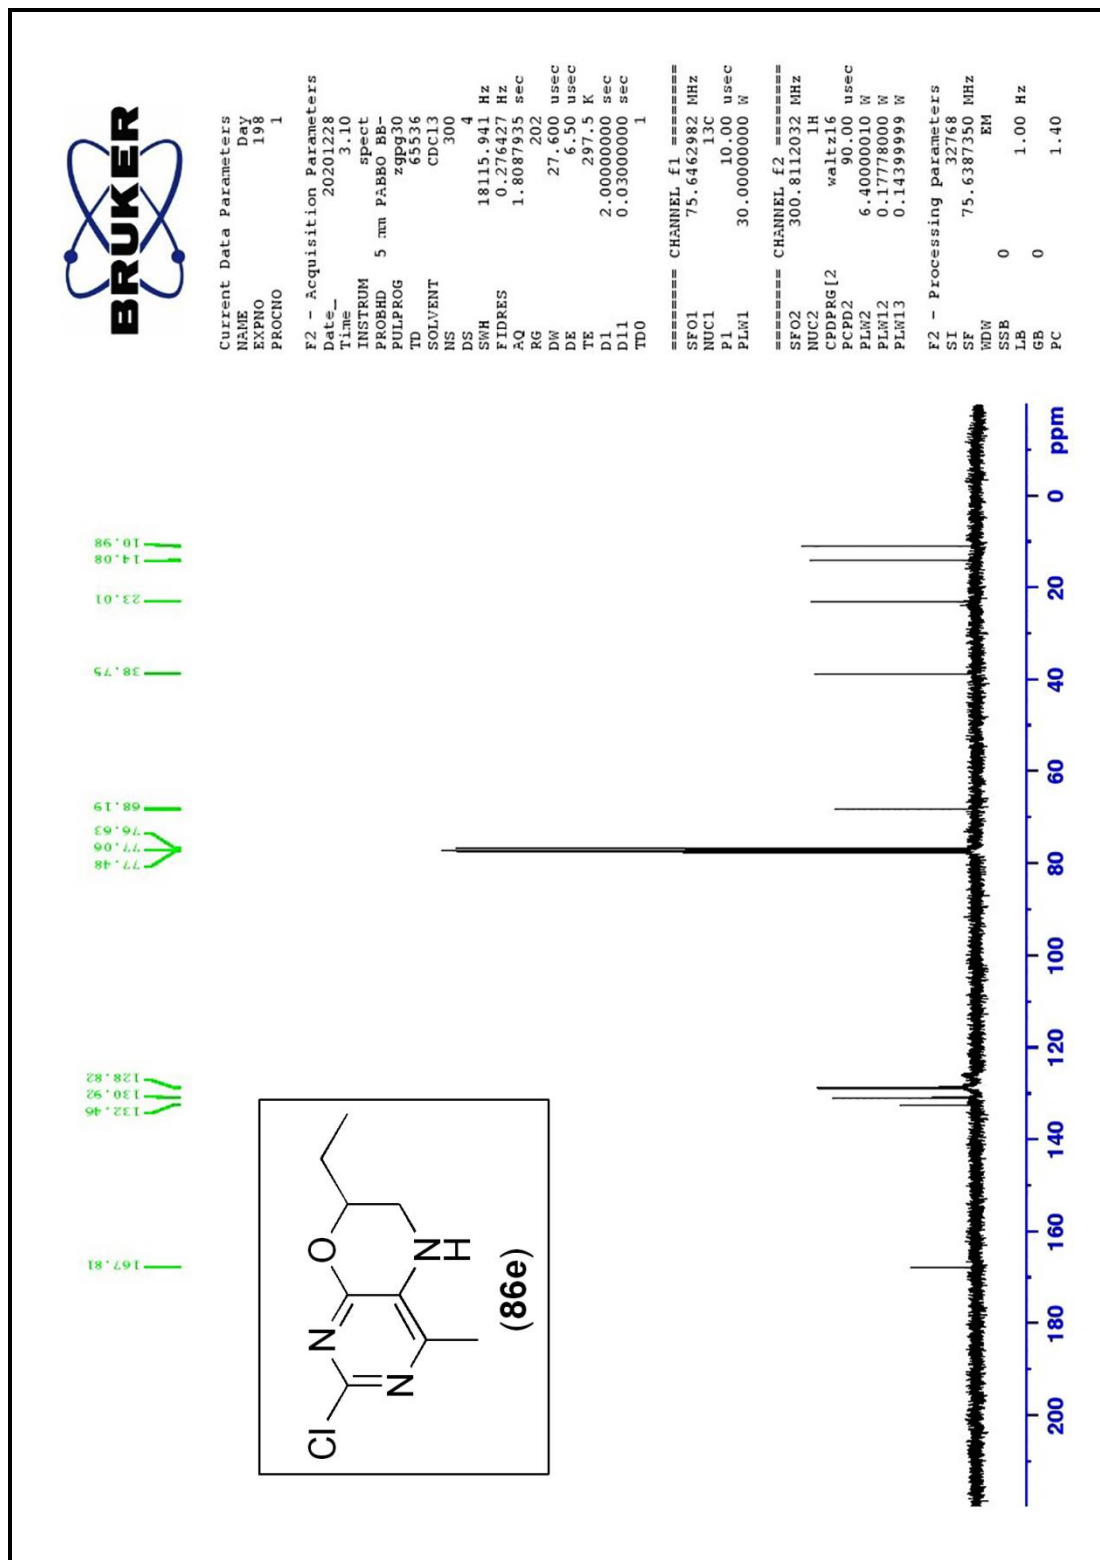 BRUKER
Current Data Parameters
NAME Day
EXPNO 198
PROCNO 1
F2 - Acquisition Parameters
Date_ 20201228
Time 3.10
INSTRUM spect
PROBHD 5 mm PABBO BB-
PULPROG zgpg30
TD 65536
SOLVENT CDCl3
NS 300
DS 4
SWH 18115.941 Hz
FIDRES 0.276427 Hz
AQ 1.8087935 sec
RG 202
DW 27.600 usec
DE 6.50 usec
TE 297.5 K
D1 2.00000000 sec
D11 0.03000000 sec
TD0 1
======== CHANNEL f1 ========
SFO1 75.6462982 MHz
NUC1 13C
P1 10.00 usec
PLW1 30.00000000 W
======== CHANNEL f2 ========
SFO2 300.8112032 MHz
NUC2 1H
CPDPRG[2 waltz16
PCPD2 90.00 usec
PLW2 6.40000010 W
PLW12 0.17778000 W
PLW13 0.14399999 W
F2 - Processing parameters
SI 32768
SF 75.6387350 MHz
WDW EM
SSB 0
LB 1.00 Hz
GB 0
PC 1.40
167.81
132.46
130.92
128.82
77.48
77.06
76.63
68.19
38.75
23.01
14.08
10.98
Cl
N
N
O
N
H
(86e)
200 180 160 140 120 100 80 60 40 20 0 ppm